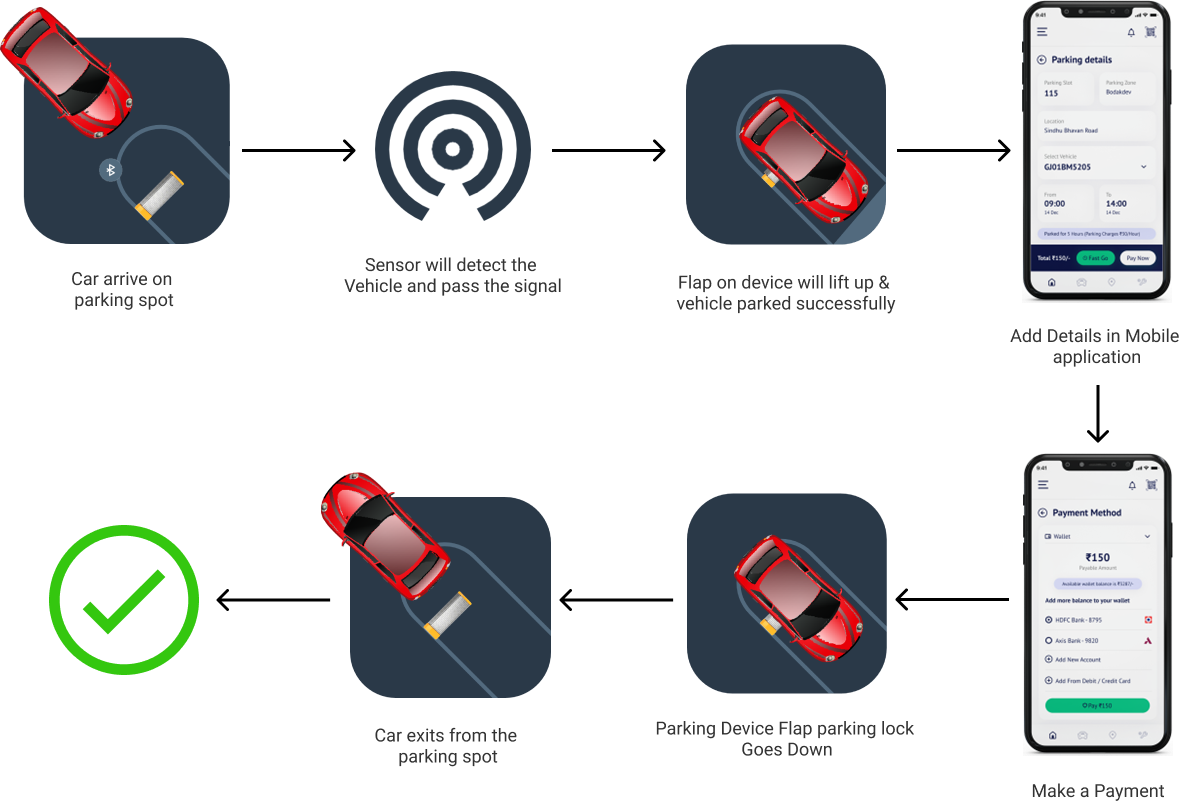 Car arrive on
parking spot
Sensor will detect the
Vehicle and pass the signal
Flap on device will lift up &
vehicle parked successfully
9:41
Parking details
Parking Slot
115
Parking Zone
Bodakdev
Location
Sindhu Bhavan Road
Select Vehicle
GJ01BM5205
From
09:00
14 Dec
To
14:00
14 Dec
Parked for 5 Hours (Parking Charges ₹30/Hour)
Total ₹150/-
Fast Go
Pay Now
Add Details in Mobile
application
9:41
Payment Method
Wallet
₹150
Payable Amount
Available wallet balance is ₹5267/-
Add more balance to your wallet
HDFC Bank - 8795
Axis Bank - 9820
Add New Account
Add From Debit / Credit Card
Pay ₹150
Make a Payment
Parking Device Flap parking lock
Goes Down
Car exits from the
parking spot